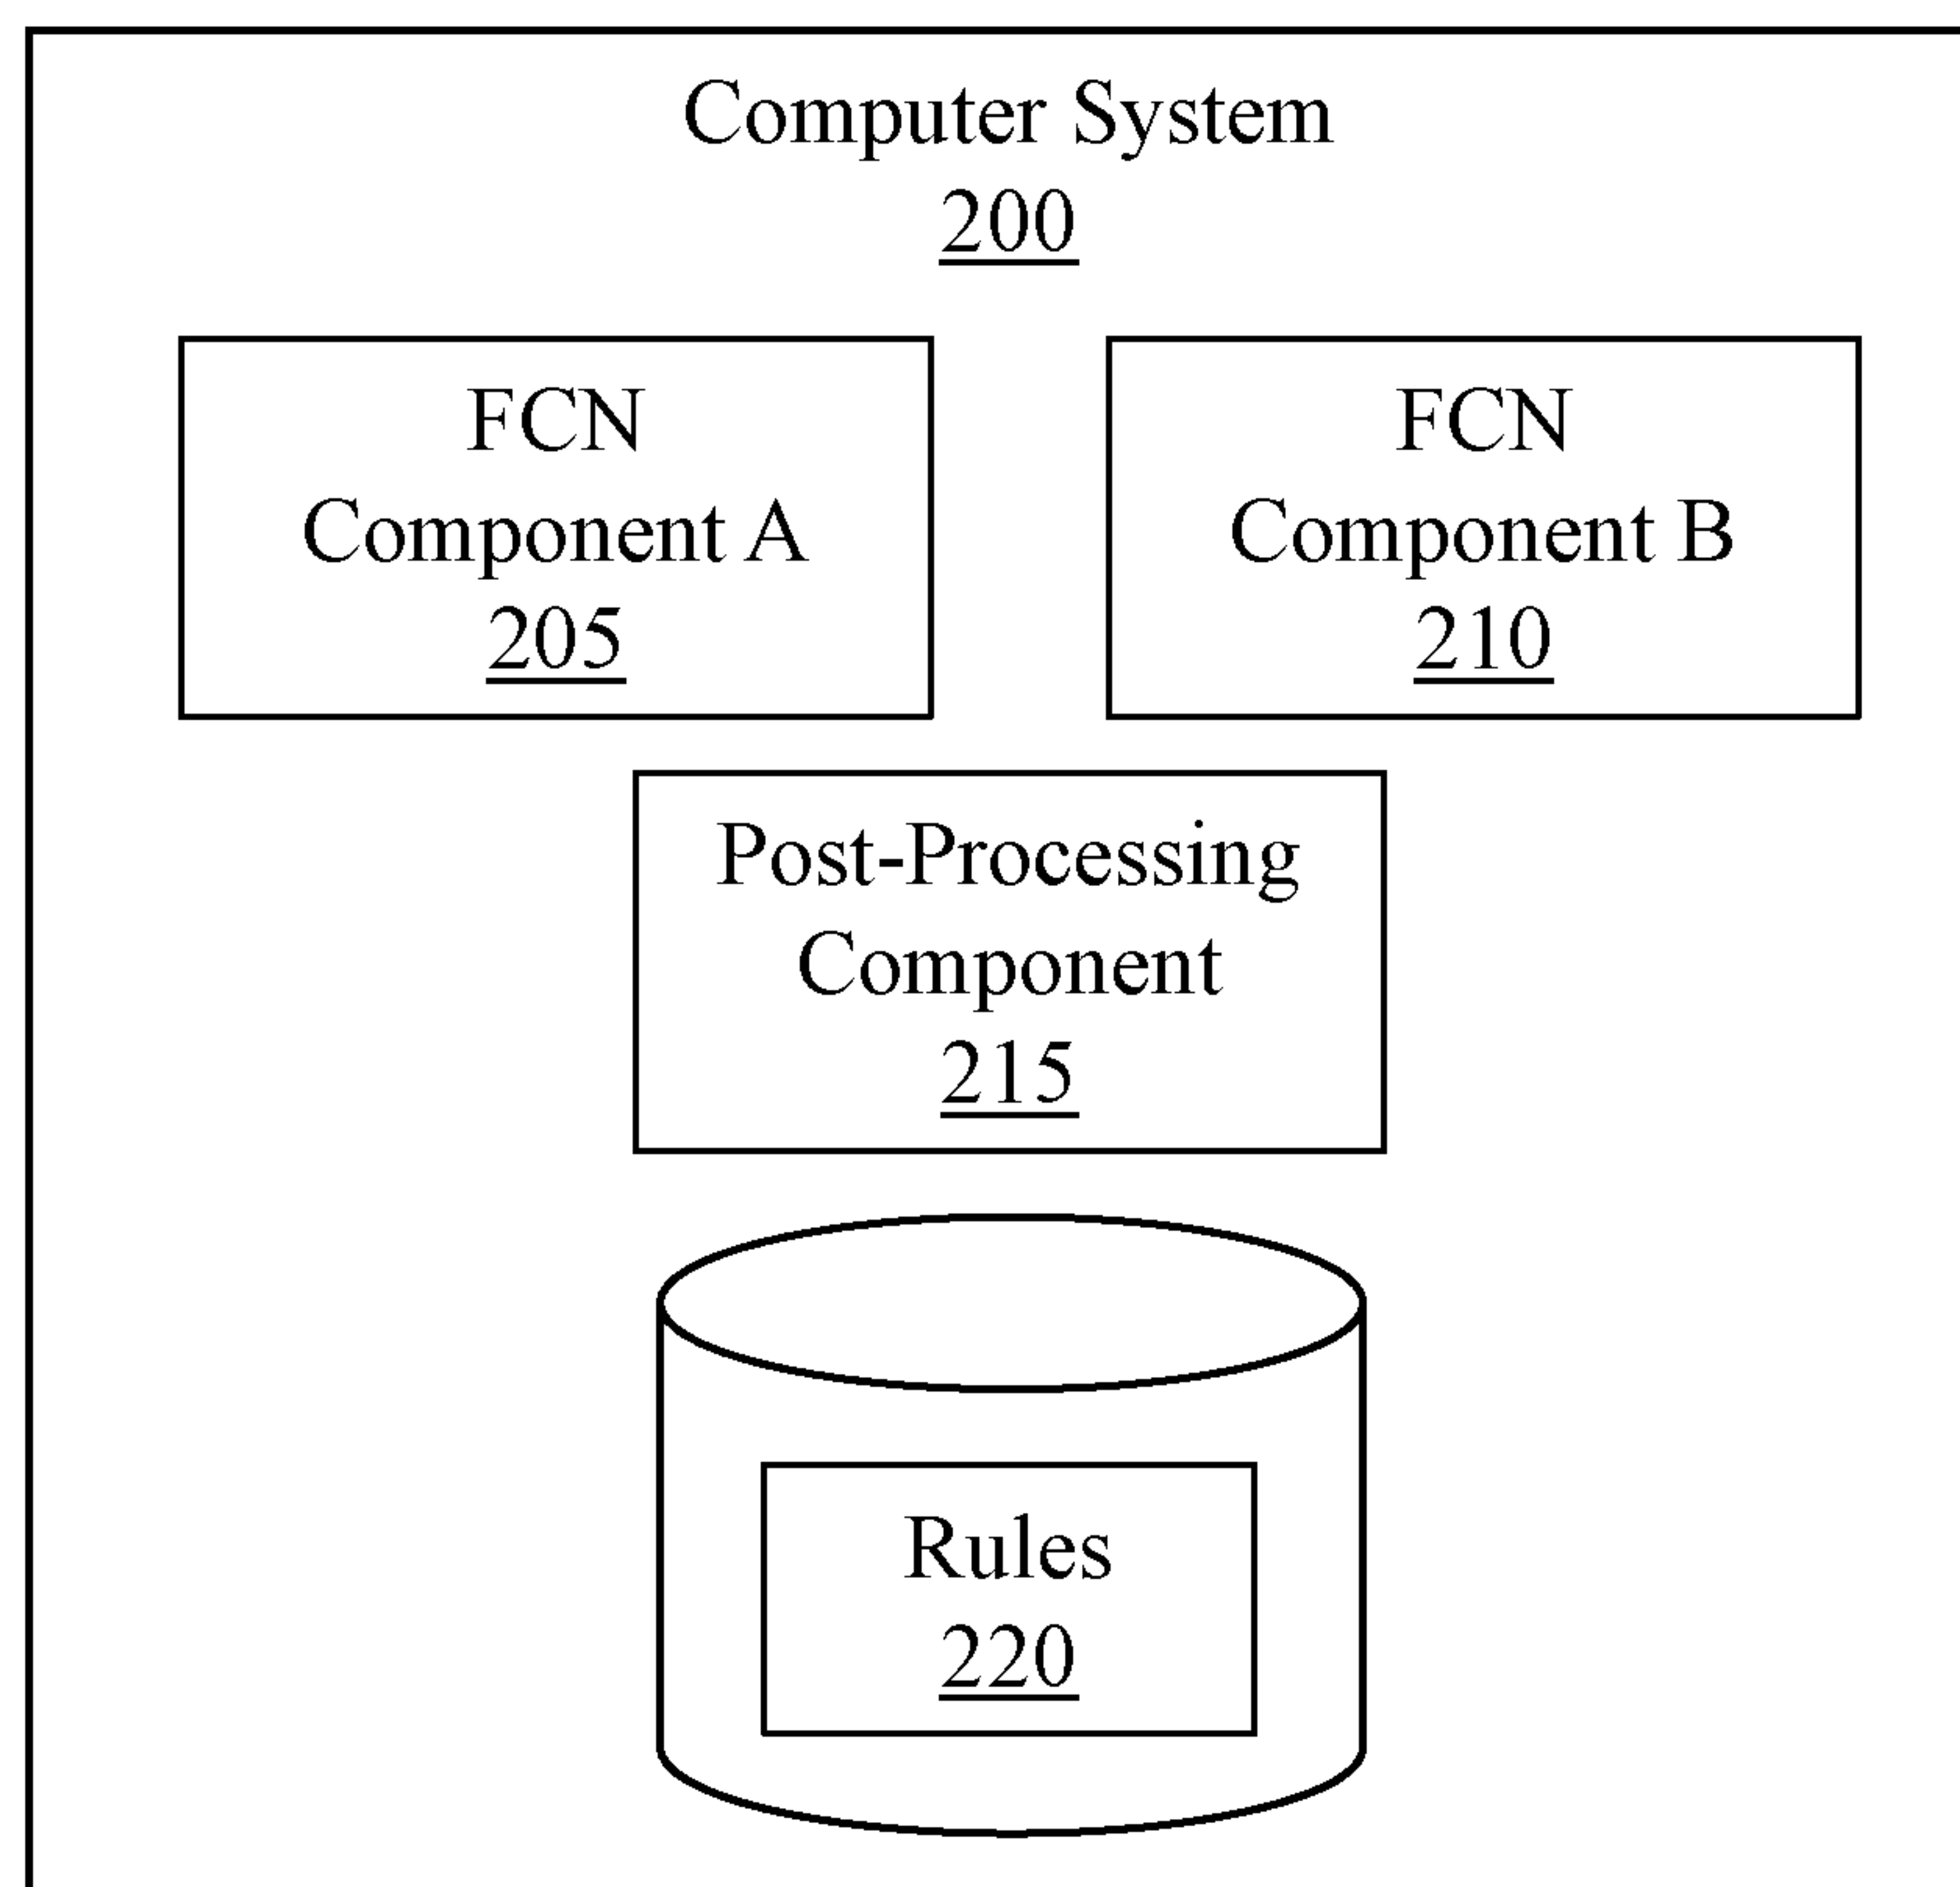 Computer System
200
FCN
Component A
205
FCN
Component B
210
Post-Processing
Component
215
Rules
220